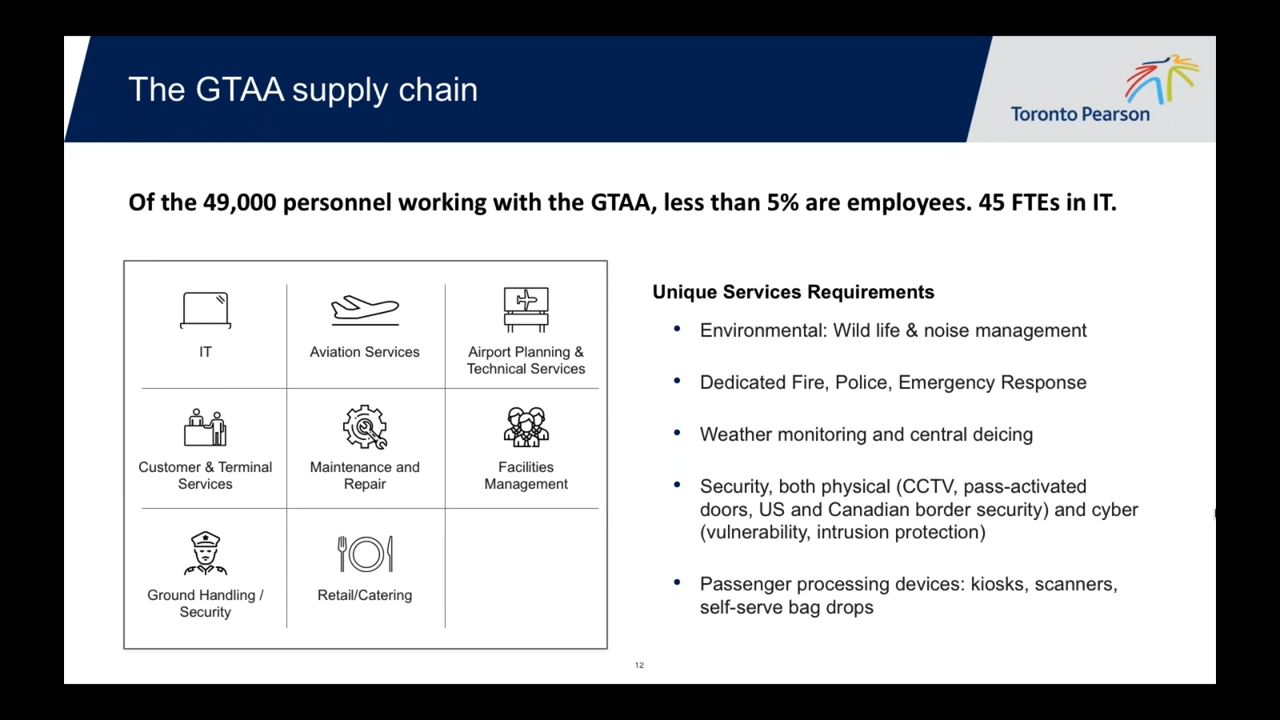 The GTAA supply chain
Toronto Pearson
Of the 49,000 personnel working with the GTAA, less than 5% are employees. 45 FTEs in IT.
IT
Aviation Services
Airport Planning &
Technical Services
Customer & Terminal
Services
Maintenance and
Repair
Facilities
Management
Ground Handling /
Security
Retail/Catering
Unique Services Requirements
• Environmental: Wild life & noise management
• Dedicated Fire, Police, Emergency Response
• Weather monitoring and central deicing
• Security, both physical (CCTV, pass-activated
doors, US and Canadian border security) and cyber
(vulnerability, intrusion protection)
• Passenger processing devices: kiosks, scanners,
self-serve bag drops
12